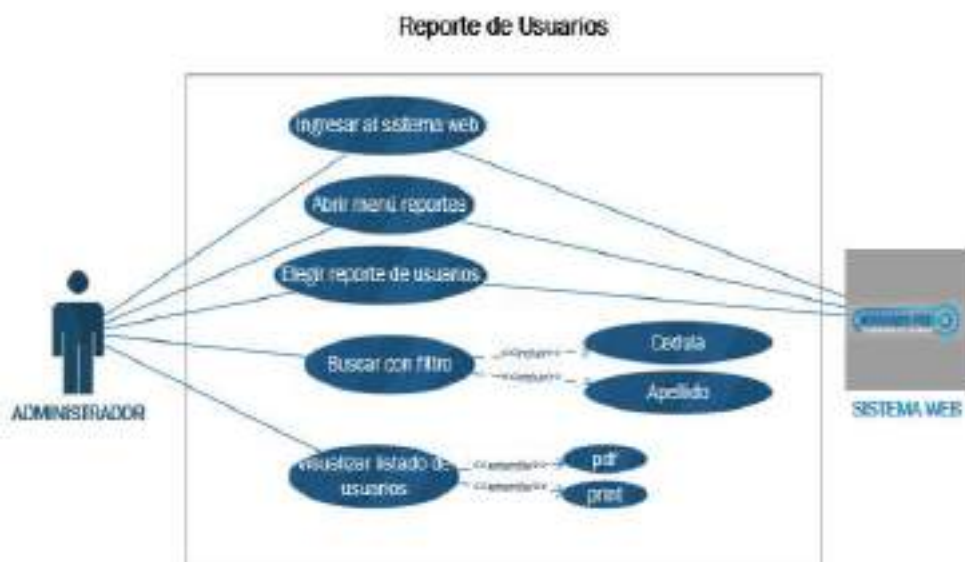 Reporte de Usuarios
Ingresar al sistema web
Abrir menú reportes
Elegir reporte de usuarios
Buscar con filtro
Cedula
Apellido
ADMINISTRADOR
SISTEMA WEB
Visualizar listado de
usuarios
pdf
print